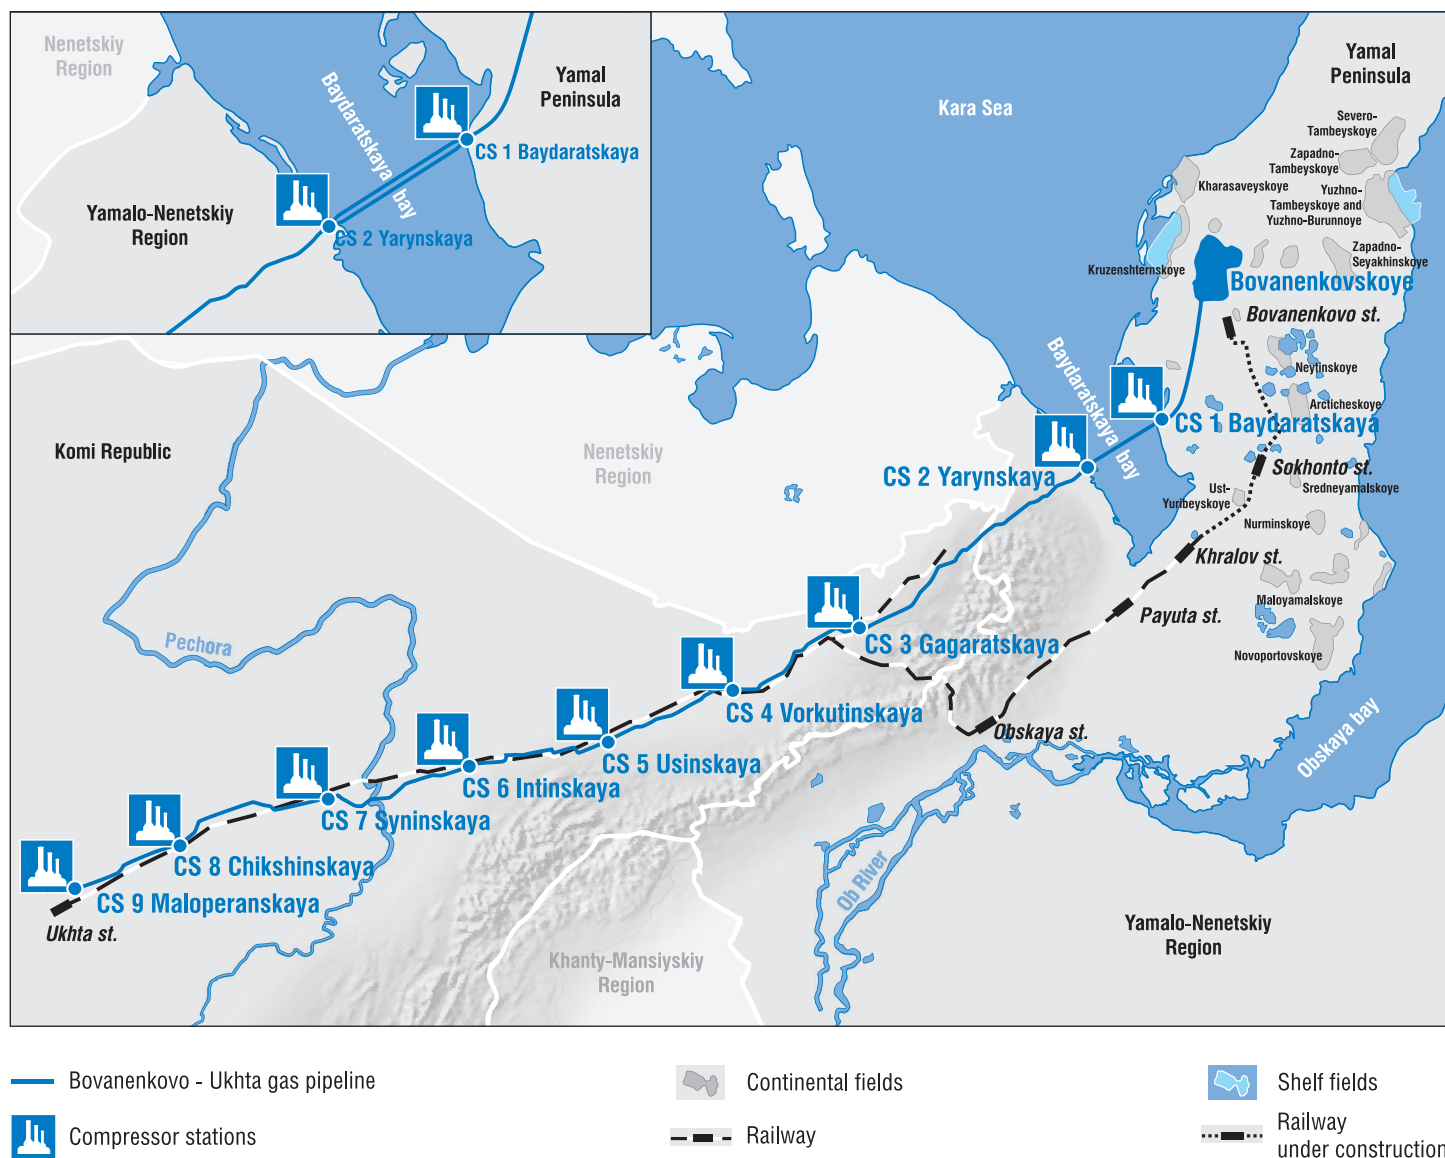 Nenetskiy
Region
Baydaratskaya bay
Yamal
Peninsula
CS 1 Baydaratskaya
Yamalo-Nenetskiy
Region
CS 2 Yarynskaya
Kara Sea
Yamal
Peninsula
Severo-
Tambeyskoye
Zapadno-
Tambeyskoye
Kharasaveyskoye
Yuzhno-
Tambeyskoye and
Yuzhno-Burunnoye
Zapadno-
Seyakhinskoye
Kruzenshternskoye
Bovanenkovskoye
Bovanenkovo st.
Neytinskoye
Arcticheskoye
Baydaratskaya bay
CS 1 Baydaratskaya
Komi Republic
Nenetskiy
Region
CS 2 Yarynskaya
Sokhonto st.
Sredneyamalskoye
Ust-
Yuribeyskoye
Nurminskoye
Khralov st.
Maloyamalskoye
Payuta st.
Pechora
CS 3 Gagaratskaya
Novoportovskoye
CS 4 Vorkutinskaya
Obskaya st.
Obskaya bay
CS 5 Usinskaya
CS 6 Intinskaya
CS 7 Syninskaya
CS 8 Chikshinskaya
CS 9 Maloperanskaya
Ukhta st.
Ob River
Yamalo-Nenetskiy
Region
Khanty-Mansiyskiy
Region
Bovanenkovo - Ukhta gas pipeline
Continental fields
Shelf fields
Compressor stations
Railway
Railway
under construction